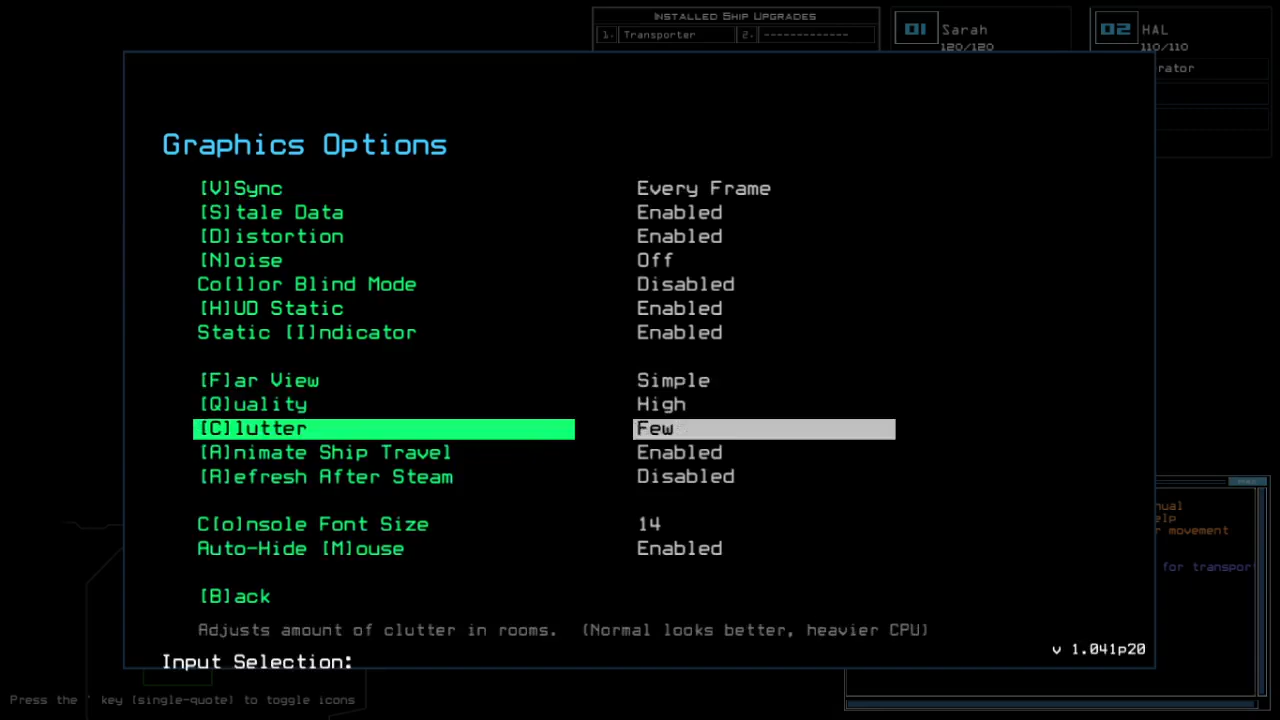 Installed Ship Upgrades
1. Transporter 2. -------------
01 Sarah
120/120
02 HAL
110/110
rator
Graphics Options
[V]Sync Every Frame
[S]tale Data Enabled
[D]istortion Enabled
[N]oise Off
Co[l]or Blind Mode Disabled
[H]UD Static Enabled
Static [I]ndicator Enabled
[F]ar View Simple
[Q]uality High
[C]lutter Few
[A]nimate Ship Travel Enabled
[R]efresh After Steam Disabled
C[o]nsole Font Size 14
Auto-Hide [M]ouse Enabled
[B]ack
Adjusts amount of clutter in rooms. (Normal looks better, heavier CPU)
Input Selection:
v 1.041p20
nual
elp
r movement
for transpor
Press the ' key (single-quote) to toggle icons